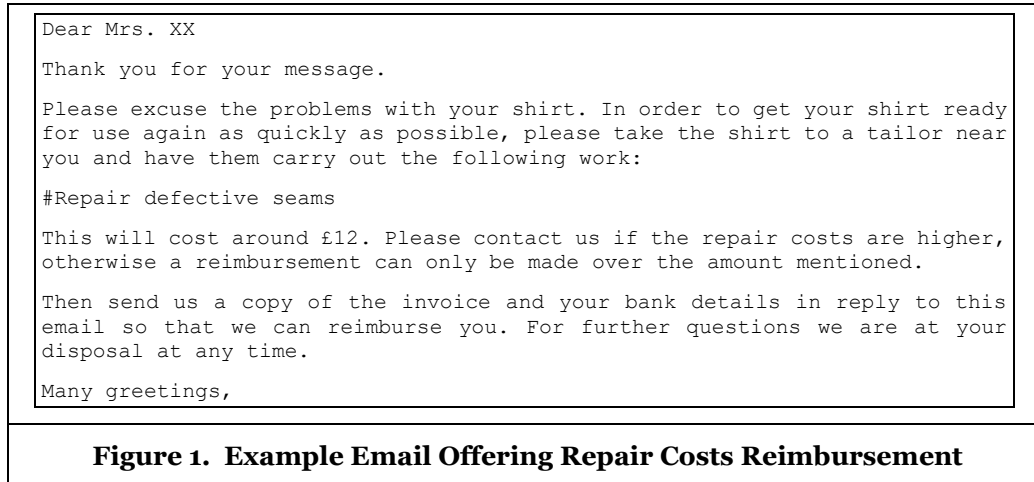 Dear Mrs. XX
Thank you for your message.
Please excuse the problems with your shirt. In order to get your shirt ready
for use again as quickly as possible, please take the shirt to a tailor near
you and have them carry out the following work:
#Repair defective seams
This will cost around £12. Please contact us if the repair costs are higher,
otherwise a reimbursement can only be made over the amount mentioned.
Then send us a copy of the invoice and your bank details in reply to this
email so that we can reimburse you. For further questions we are at your
disposal at any time.
Many greetings,
Figure 1. Example Email Offering Repair Costs Reimbursement